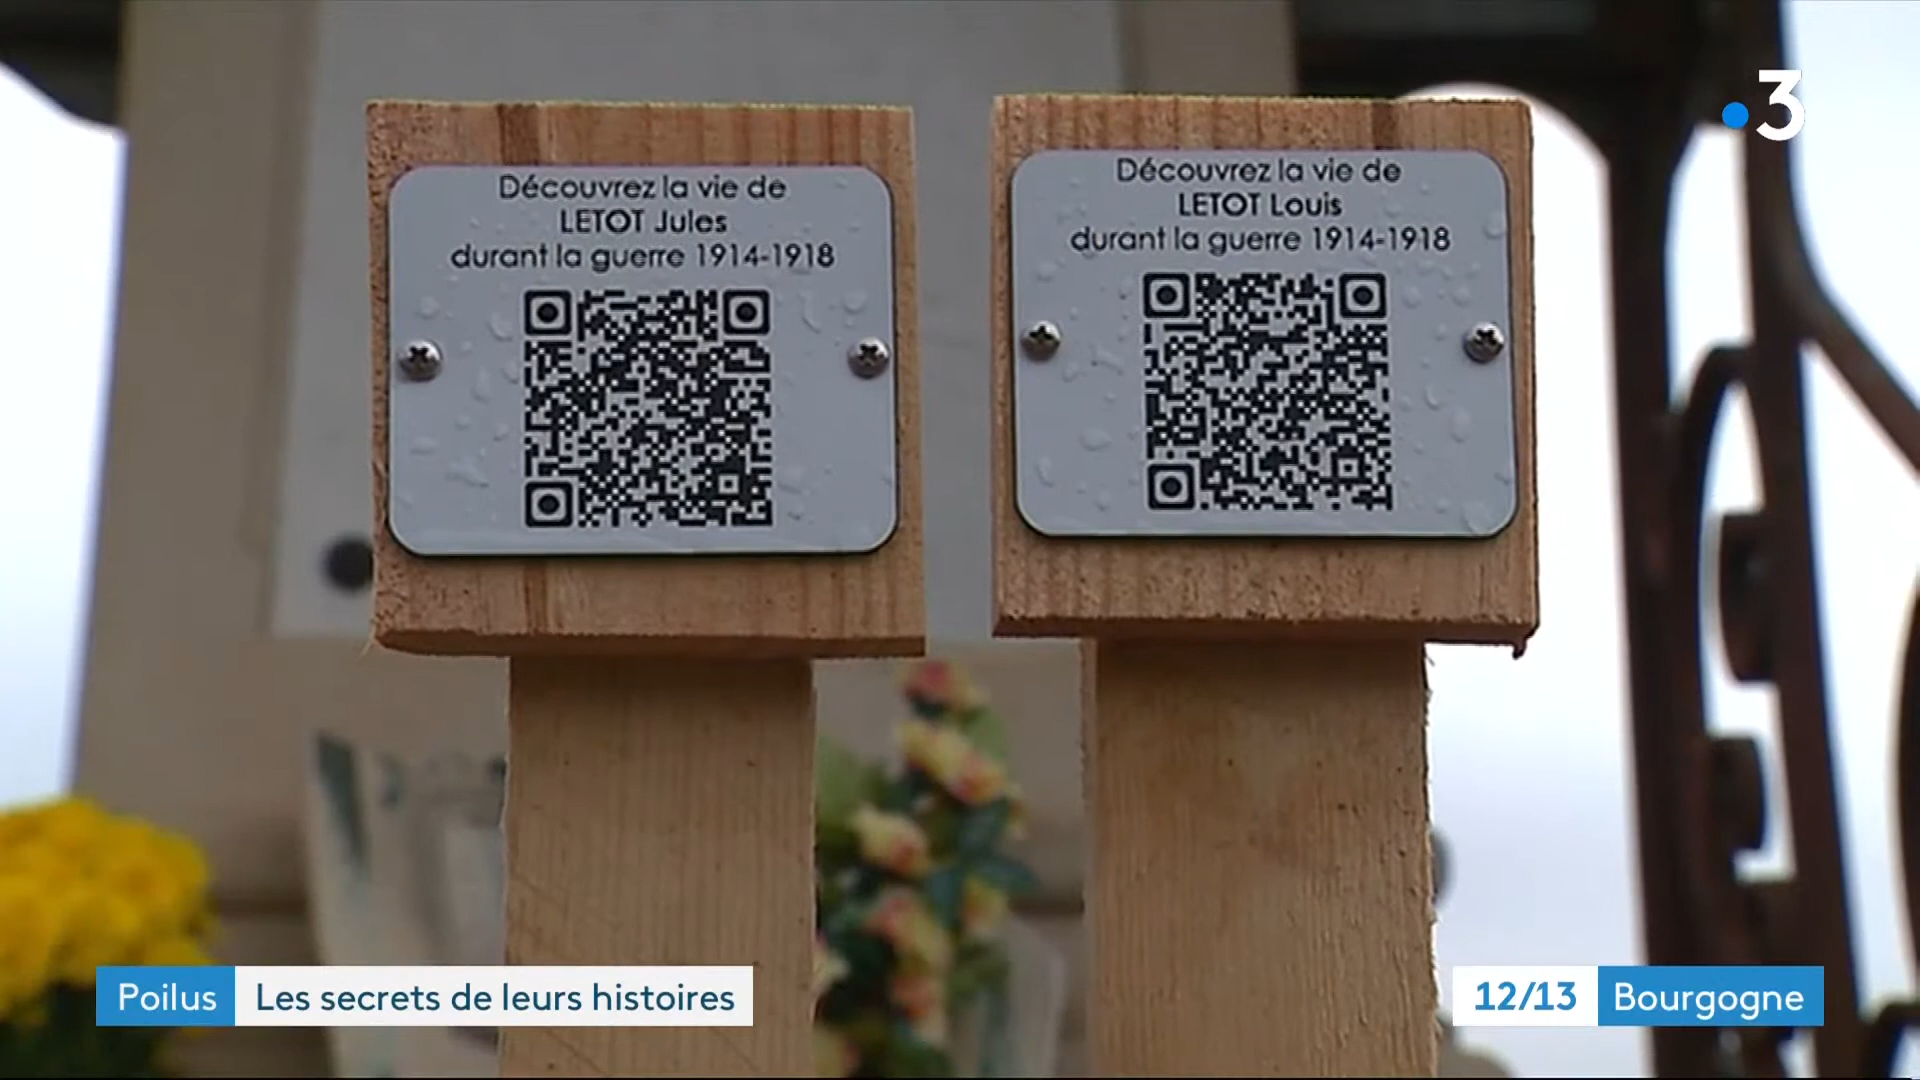 3
Découvrez la vie de
LETOT Jules
durant la guerre 1914-1918
Découvrez la vie de
LETOT Louis
durant la guerre 1914-1918
Poilus
Les secrets de leurs histoires
12/13
Bourgogne